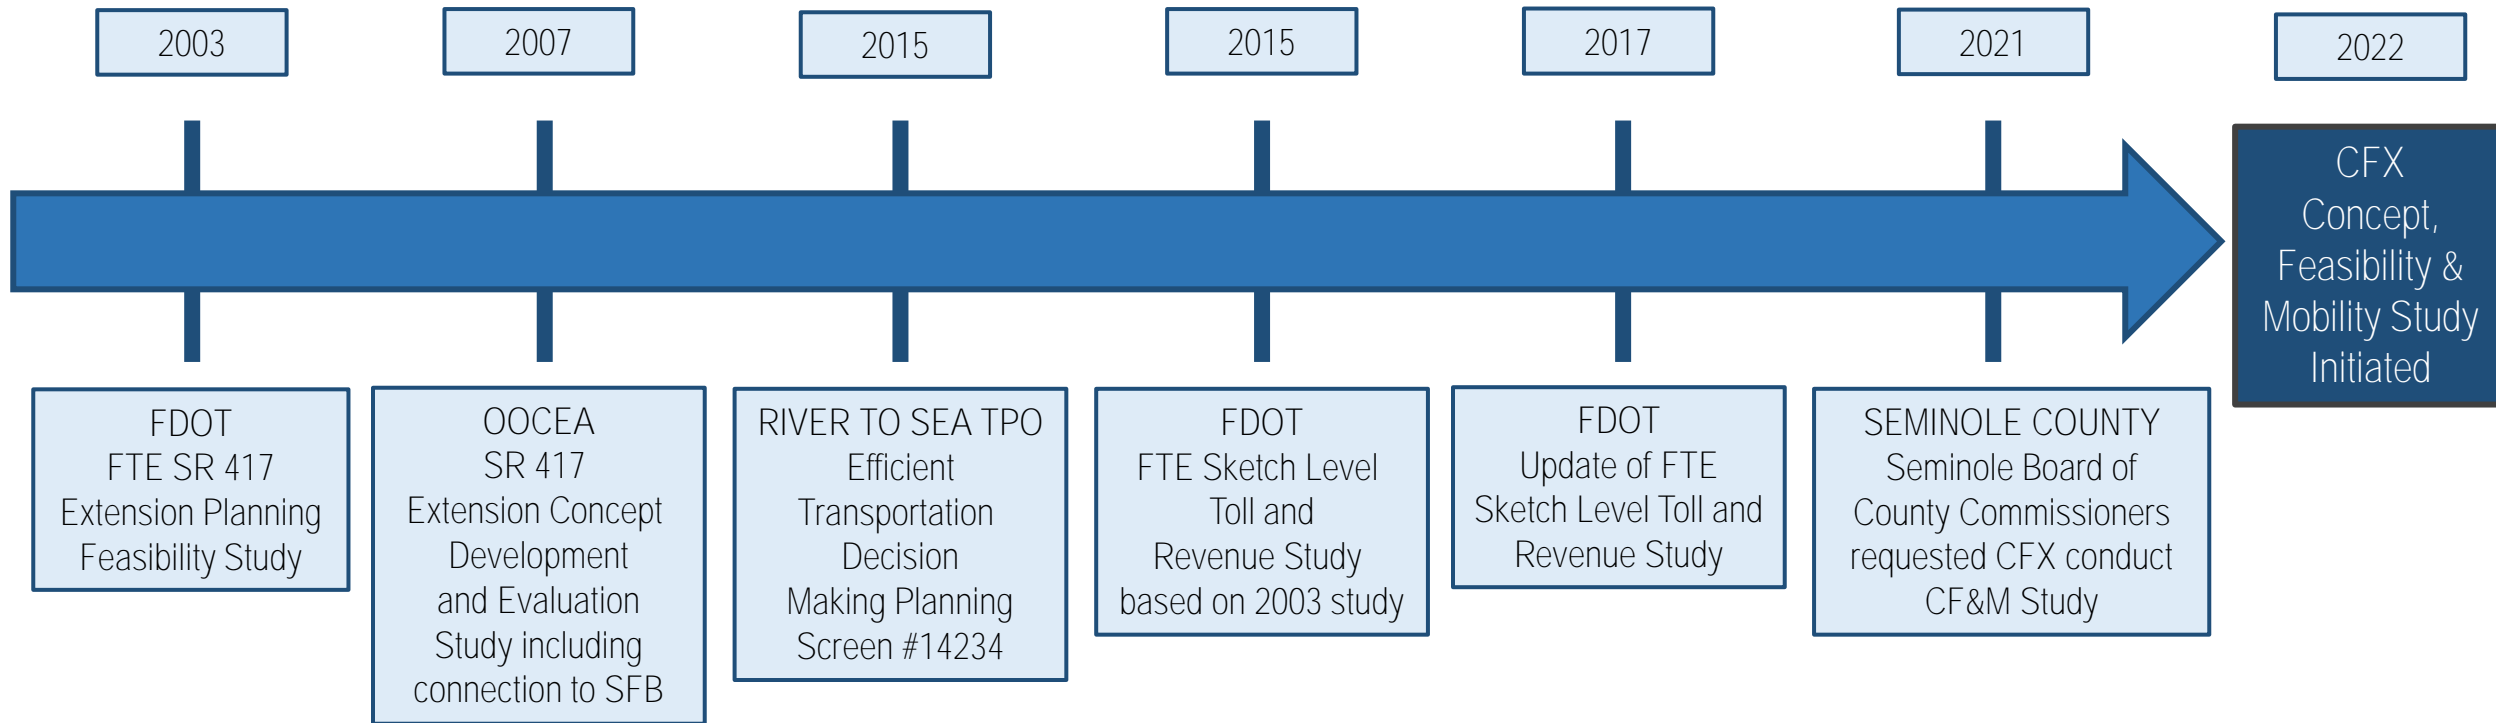 2003
2007
2015
2015
2017
2021
2022
CFX
Concept,
Feasibility &
Mobility Study
Initiated
FDOT
FTE SR 417
Extension Planning
Feasibility Study
OOCEA
SR 417
Extension Concept
Development
and Evaluation
Study including
connection to SFB
RIVER TO SEA TPO
Efficient
Transportation
Decision
Making Planning
Screen #14234
FDOT
FTE Sketch Level
Toll and
Revenue Study
based on 2003 study
FDOT
Update of FTE
Sketch Level Toll and
Revenue Study
SEMINOLE COUNTY
Seminole Board of
County Commissioners
requested CFX conduct
CF&M Study